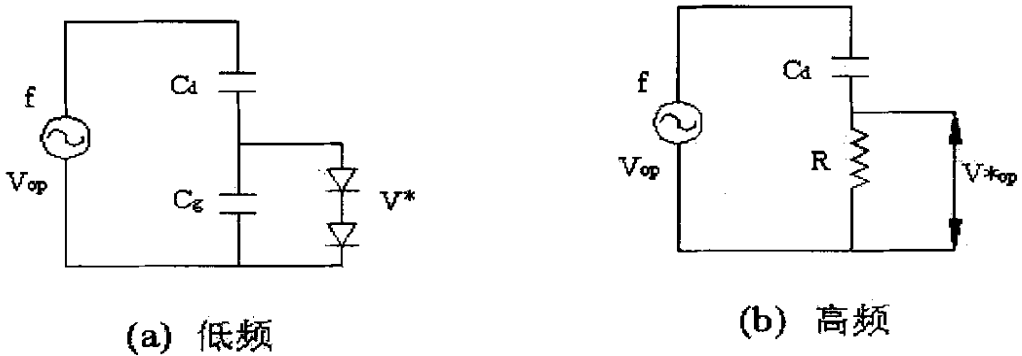 f
Vop
Cd
Cg
V*
(a) 低频
f
Vop
Cd
R
V*op
(b) 高频